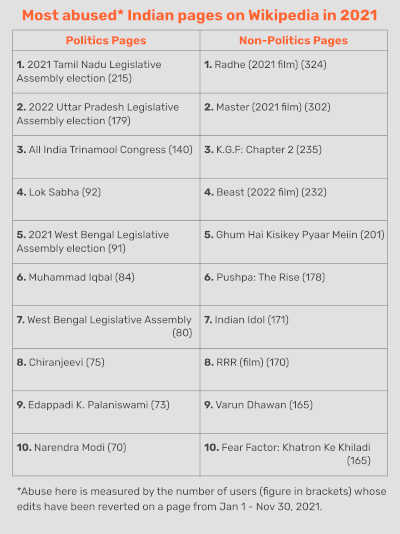 Most abused* Indian pages on Wikipedia in 2021
Politics Pages
Non-Politics Pages
1. 2021 Tamil Nadu Legislative
Assembly election (215)
1. Radhe (2021 film) (324)
2. 2022 Uttar Pradesh Legislative
Assembly election (179)
2. Master (2021 film) (302)
3. All India Trinamool Congress (140)
3. K.G.F: Chapter 2 (235)
4. Lok Sabha (92)
4. Beast (2022 film) (232)
5. 2021 West Bengal Legislative
Assembly election (91)
5. Ghum Hai Kisikey Pyaar Meiin (201)
6. Muhammad Iqbal (84)
6. Pushpa: The Rise (178)
7. West Bengal Legislative Assembly
(80)
7. Indian Idol (171)
8. Chiranjeevi (75)
8. RRR (film) (170)
9. Edappadi K. Palaniswami (73)
9. Varun Dhawan (165)
10. Narendra Modi (70)
10. Fear Factor: Khatron Ke Khiladi
(165)
*Abuse here is measured by the number of users (figure in brackets) whose
edits have been reverted on a page from Jan 1 - Nov 30, 2021.